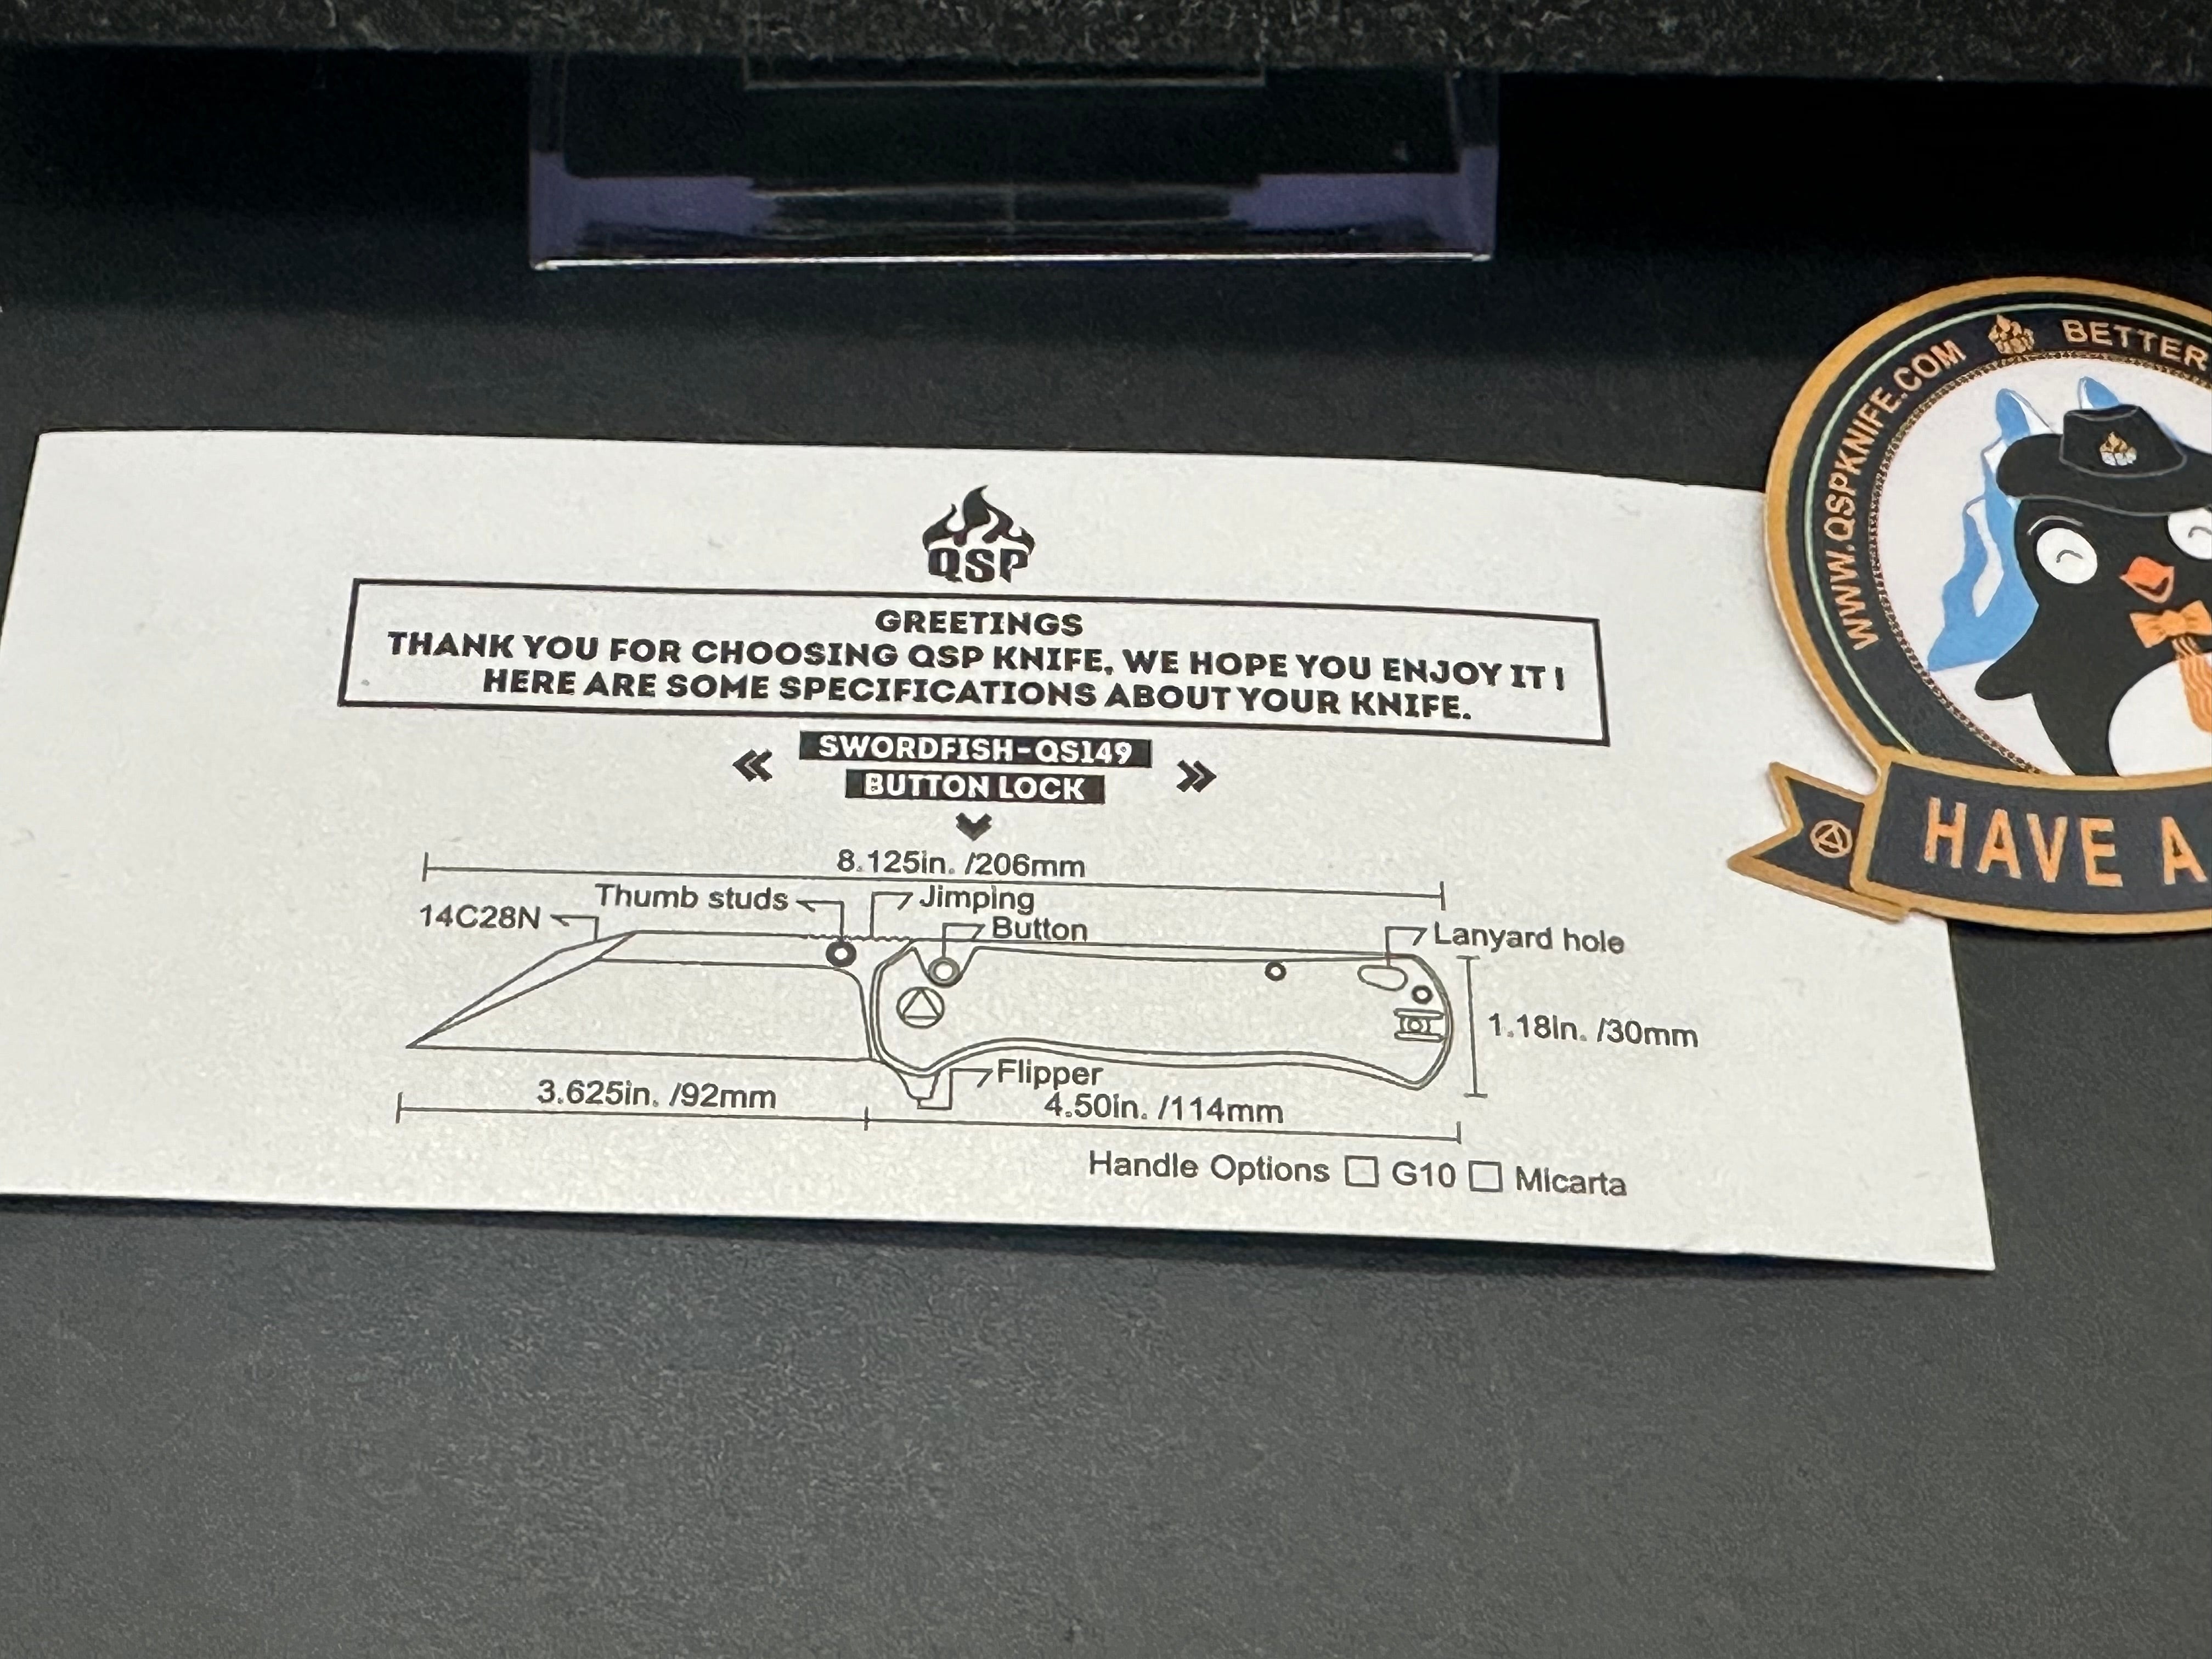 QSP
GREETINGS
THANK YOU FOR CHOOSING QSP KNIFE, WE HOPE YOU ENJOY IT !
HERE ARE SOME SPECIFICATIONS ABOUT YOUR KNIFE.
SWORDFISH-QS149
BUTTON LOCK
8.125in. /206mm
Thumb studs
Jimping
14C28N
Button
Lanyard hole
1.18in. /30mm
Flipper
3.625in. /92mm
4.50in. /114mm
Handle Options □ G10 □ Micarta
WWW.QSPKNIFE.COM BETTER
HAVE A